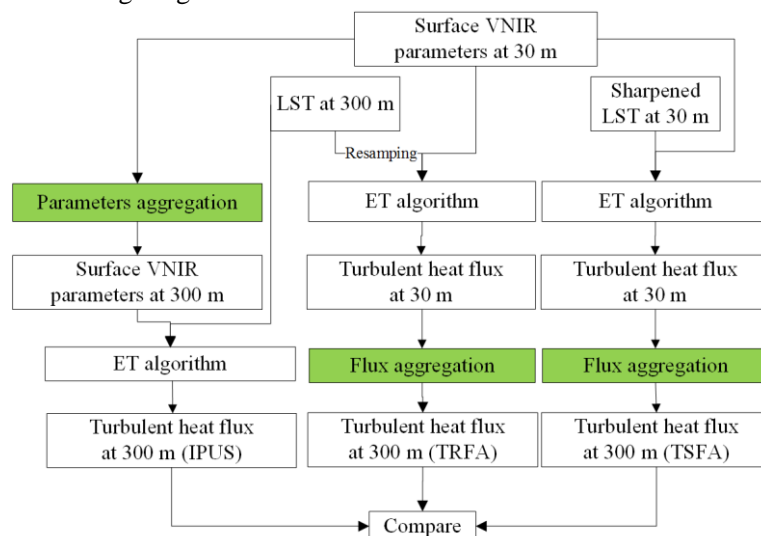 Surface VNIR
parameters at 30 m
LST at 300 m
Sharpened
LST at 30 m
Resampling
Parameters aggregation
ET algorithm
ET algorithm
Surface VNIR
parameters at 300 m
Turbulent heat flux
at 30 m
Turbulent heat flux
at 30 m
ET algorithm
Flux aggregation
Flux aggregation
Turbulent heat flux
at 300 m (IPUS)
Turbulent heat flux
at 300 m (TRFA)
Turbulent heat flux
at 300 m (TSFA)
Compare